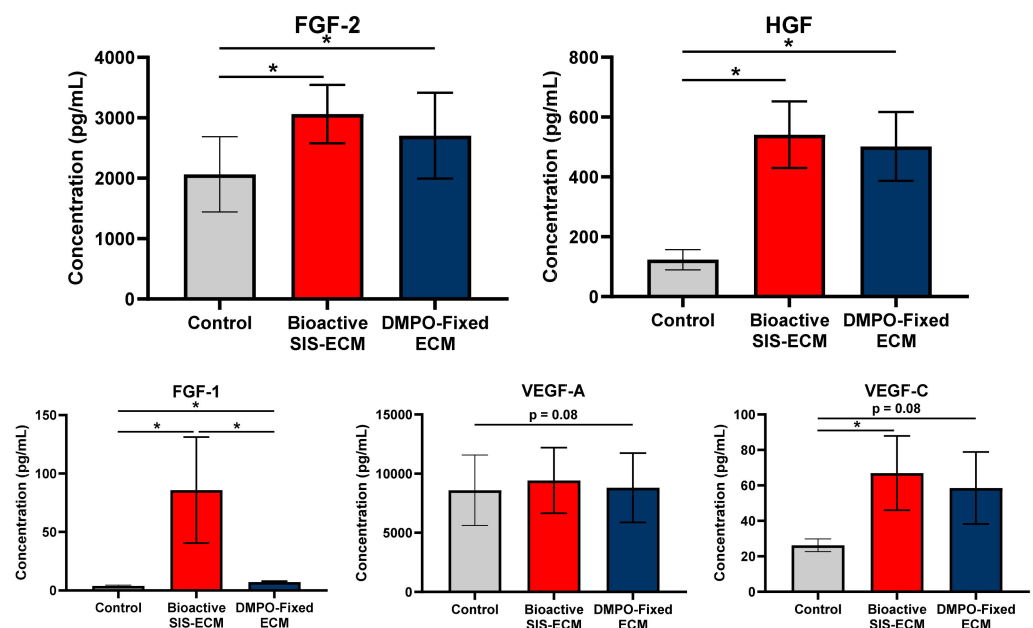 FGF-2
*
*
Concentration (pg/mL)
4000
3000
2000
1000
0
Control
Bioactive
SIS-ECM
DMPO-Fixed
ECM
HGF
*
*
Concentration (pg/mL)
800
600
400
200
0
Control
Bioactive
SIS-ECM
DMPO-Fixed
ECM
FGF-1
*
* *
Concentration (pg/mL)
150
100
50
0
Control
Bioactive
SIS-ECM
DMPO-Fixed
ECM
VEGF-A
p = 0.08
Concentration (pg/mL)
15000
10000
5000
0
Control
Bioactive
SIS-ECM
DMPO-Fixed
ECM
VEGF-C
p = 0.08
*
Concentration (pg/mL)
100
80
60
40
20
0
Control
Bioactive
SIS-ECM
DMPO-Fixed
ECM